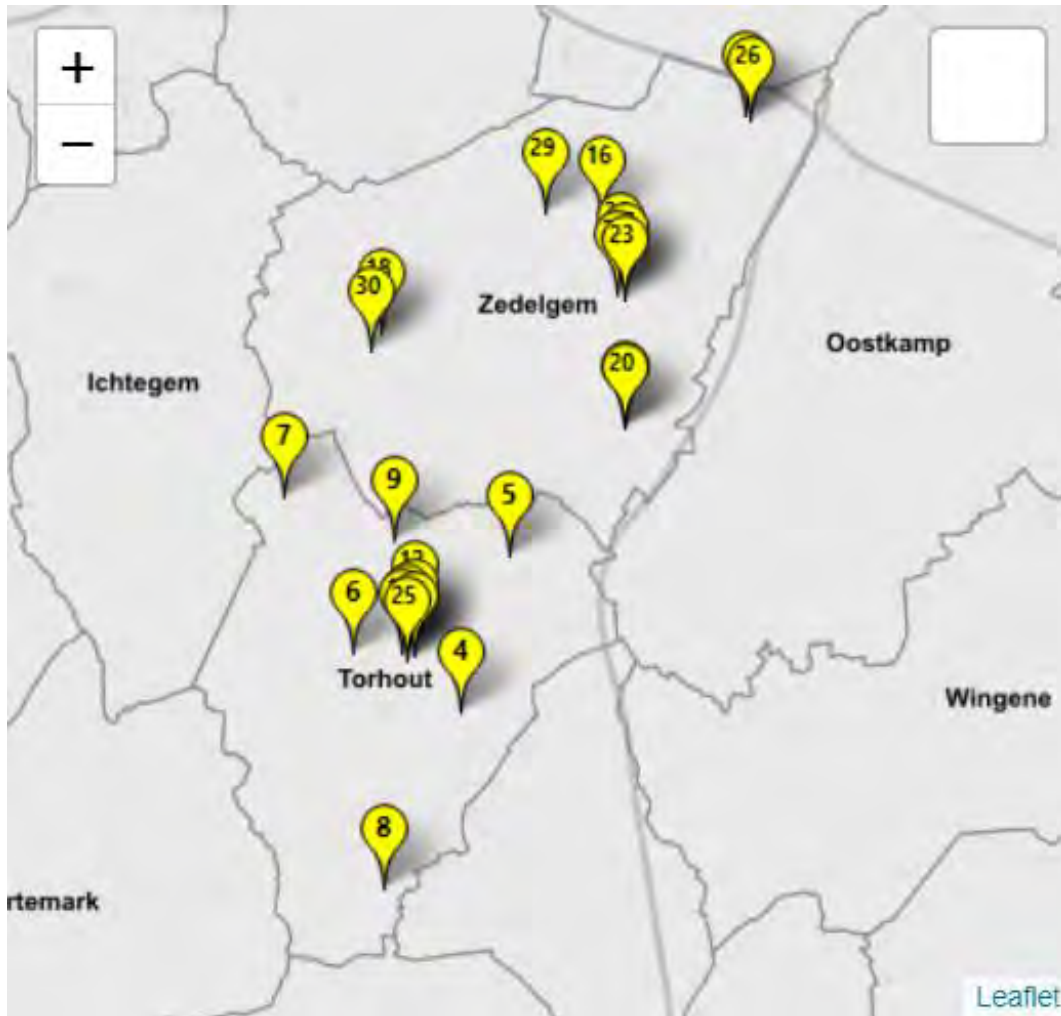 +
26
−
29
16
23
18
30
Zedelgem
Oostkamp
20
Ichtegem
7
9
5
6
25
4
Torhout
Wingene
8
rtemark
Leaflet